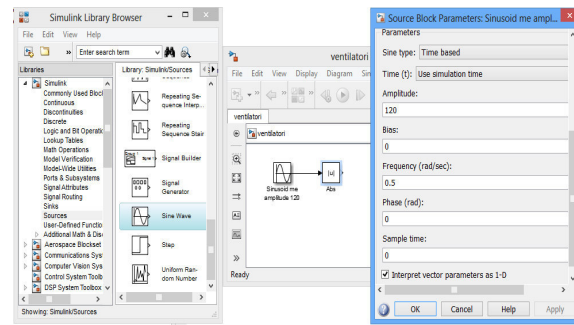 Simulink Library Browser
File Edit View Help
Enter search term
Libraries
Library: Simulink/Sources
Simulink
Commonly Used Bloc
Continuous
Discontinuities
Discrete
Logic and Bit Operatic
Lookup Tables
Math Operations
Model Verification
Model-Wide Utilities
Ports & Subsystems
Signal Attributes
Signal Routing
Sinks
Sources
User-Defined Functio
Additional Math & Dis
Aerospace Blockset
Communications Sys
Computer Vision Sys
Control System Toolb
DSP System Toolbox
Repeating Se-
quence Interp...
Repeating
Sequence Stair
Signal Builder
Signal
Generator
Sine Wave
Step
Uniform Ran-
dom Number
Showing: Simulink/Sources
ventilatori
File Edit View Display Diagram Sin
ventilatori
ventilatori
Sinusoid me
amplitude 120
|u|
Abs
Ready
Source Block Parameters: Sinusoid me ampl...
Parameters
Sine type: Time based
Time (t): Use simulation time
Amplitude:
120
Bias:
0
Frequency (rad/sec):
0.5
Phase (rad):
0
Sample time:
0
Interpret vector parameters as 1-D
OK Cancel Help Apply